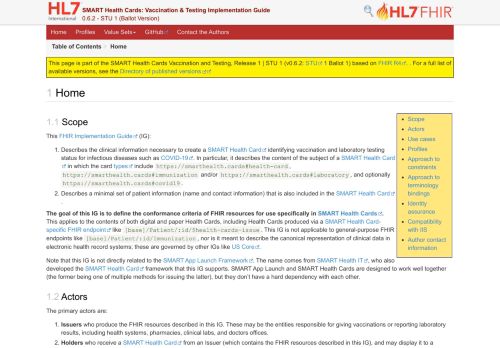 HL7 SMART Health Cards: Vaccination & Testing Implementation Guide
International 0.6.2 - STU 1 (Ballot Version)
HL7 FHIR
Home Profiles Value Sets GitHub Contact the Authors
Table of Contents Home
This page is part of the SMART Health Cards Vaccination and Testing, Release 1 | STU 1 (v0.6.2: STU 1 Ballot 1) based on FHIR R4 . For a full list of
available versions, see the Directory of published versions
1 Home
1.1 Scope
This FHIR Implementation Guide (IG):
1. Describes the clinical information necessary to create a SMART Health Card identifying vaccination and laboratory testing
status for infectious diseases such as COVID-19 . In particular, it describes the content of the subject of a SMART Health Card
in which the card types include https://smarthealth.cards#health-card ,
https://smarthealth.cards#immunization and/or https://smarthealth.cards#laboratory , and optionally
https://smarthealth.cards#covid19 .
2. Describes a minimal set of patient information (name and contact information) that is also included in the SMART Health Card
.
The goal of this IG is to define the conformance criteria of FHIR resources for use specifically in SMART Health Cards .
This applies to the contents of both digital and paper Health Cards, including Health Cards produced via a SMART Health Card-
specific FHIR endpoint like [base]/Patient/:id/$health-cards-issue . This IG is not applicable to general-purpose FHIR
endpoints like [base]/Patient/:id/Immunization , nor is it meant to describe the canonical representation of clinical data in
electronic health record systems; these are governed by other IGs like US Core .
Note that this IG is not directly related to the SMART App Launch Framework . The name comes from SMART Health IT , who also
developed the SMART Health Card framework that this IG supports. SMART App Launch and SMART Health Cards are designed to work well together
(the former being one of multiple methods for issuing the latter), but they don't have a hard dependency with each other.
Scope
Actors
Use cases
Profiles
Approach to
constraints
Approach to
terminology
bindings
Identity
assurance
Compatibility
with IIS
Author contact
information
1.2 Actors
The primary actors are:
1. Issuers who produce the FHIR resources described in this IG. These may be the entities responsible for giving vaccinations or reporting laboratory
results, including health systems, pharmacies, clinical labs, and doctors offices.
2. Holders who receive a SMART Health Card from an Issuer (which contains the FHIR resources described in this IG), and may display it to a